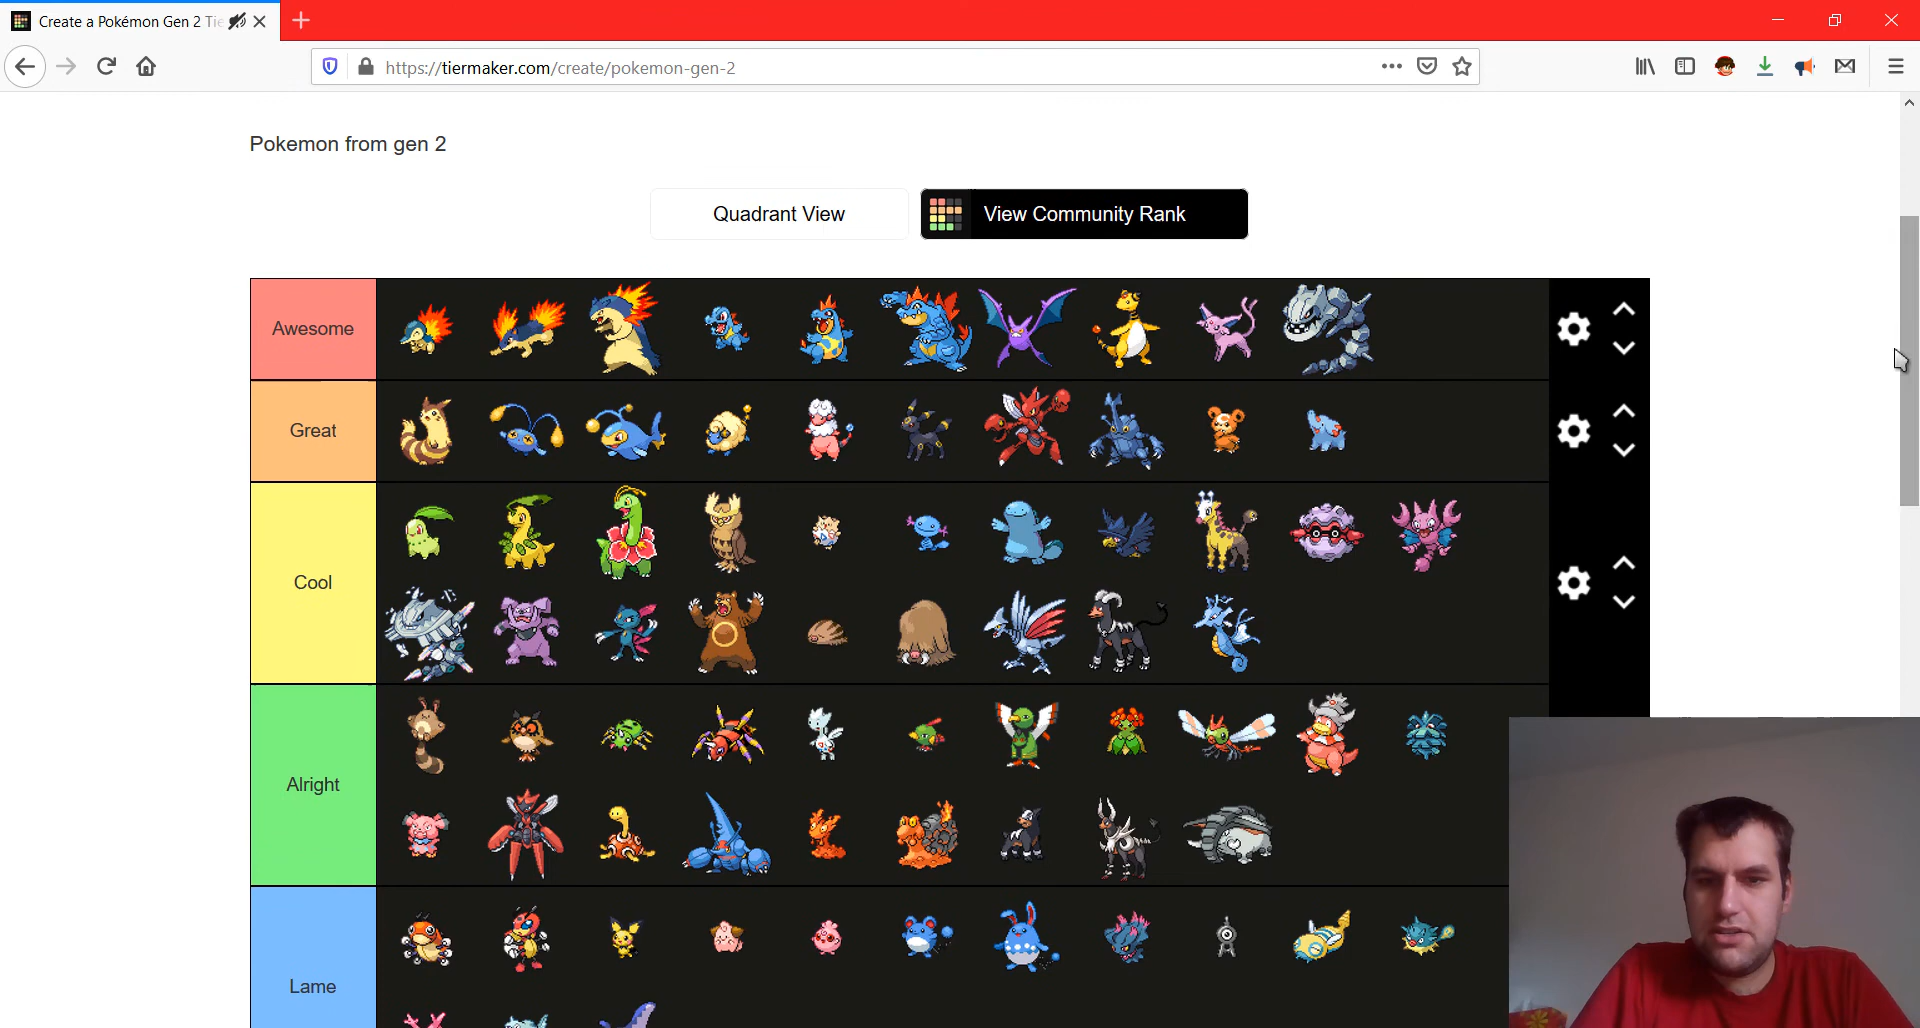 Create a Pokémon Gen 2 Tie
https://tiermaker.com/create/pokemon-gen-2
Pokemon from gen 2
Quadrant View
View Community Rank
Awesome
Great
Cool
Alright
Lame